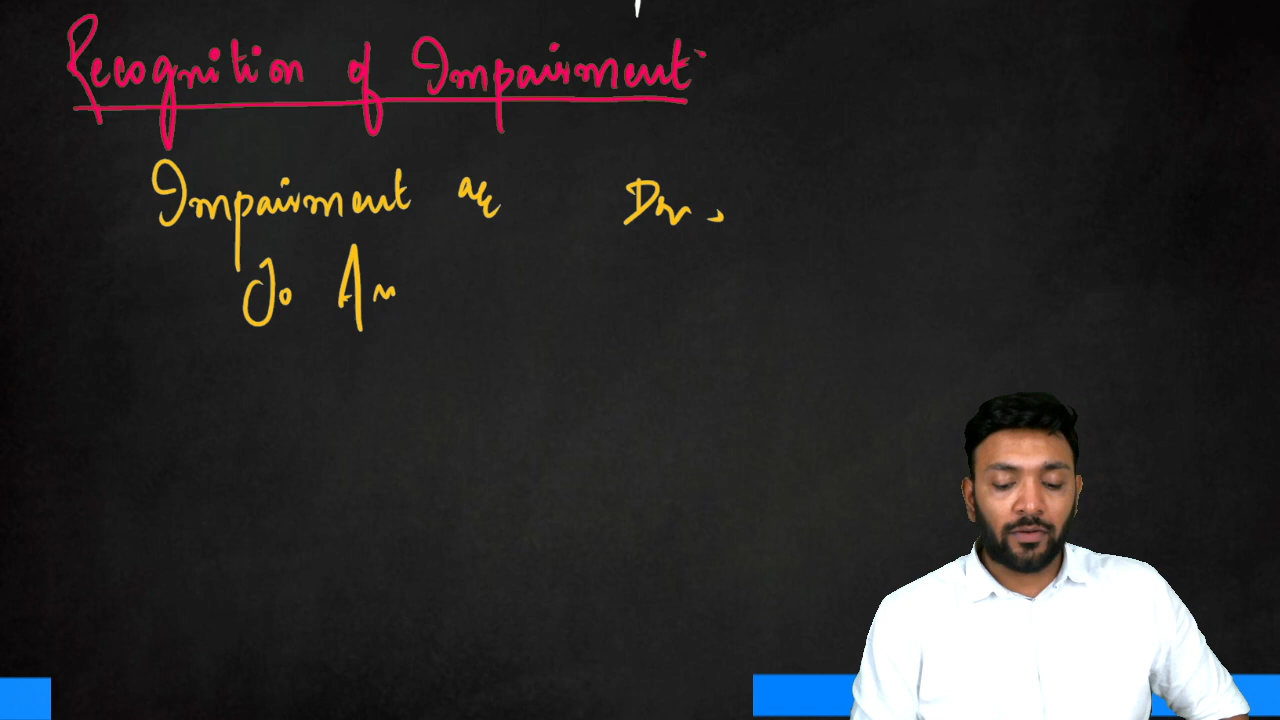 Recognition of Impairment
Impairment a/c Dr.
To